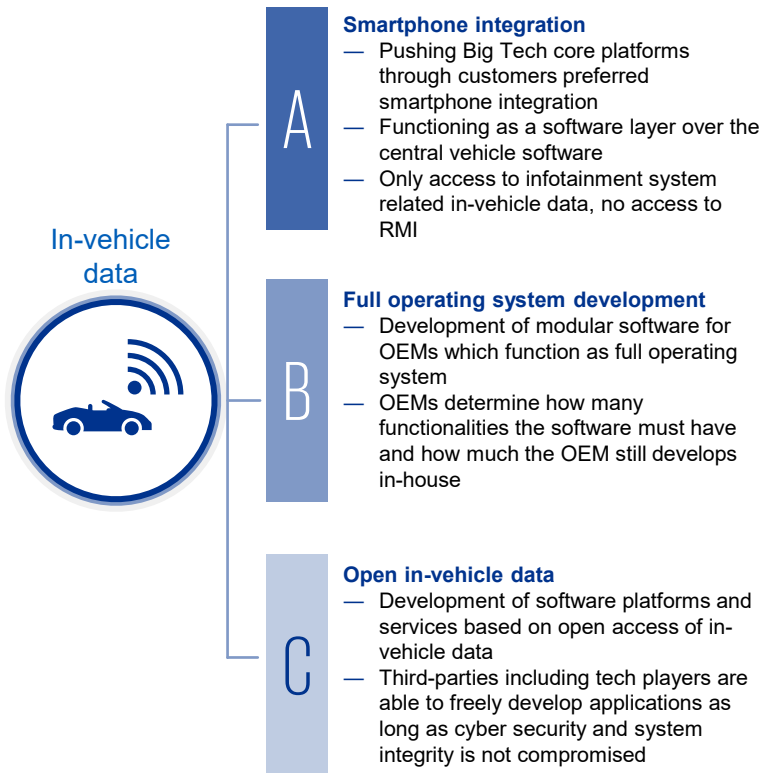 In-vehicle
data
A
Smartphone integration
— Pushing Big Tech core platforms
through customers preferred
smartphone integration
— Functioning as a software layer over the
central vehicle software
— Only access to infotainment system
related in-vehicle data, no access to
RMI
B
Full operating system development
— Development of modular software for
OEMs which function as full operating
system
— OEMs determine how many
functionalities the software must have
and how much the OEM still develops
in-house
C
Open in-vehicle data
— Development of software platforms and
services based on open access of in-
vehicle data
— Third-parties including tech players are
able to freely develop applications as
long as cyber security and system
integrity is not compromised